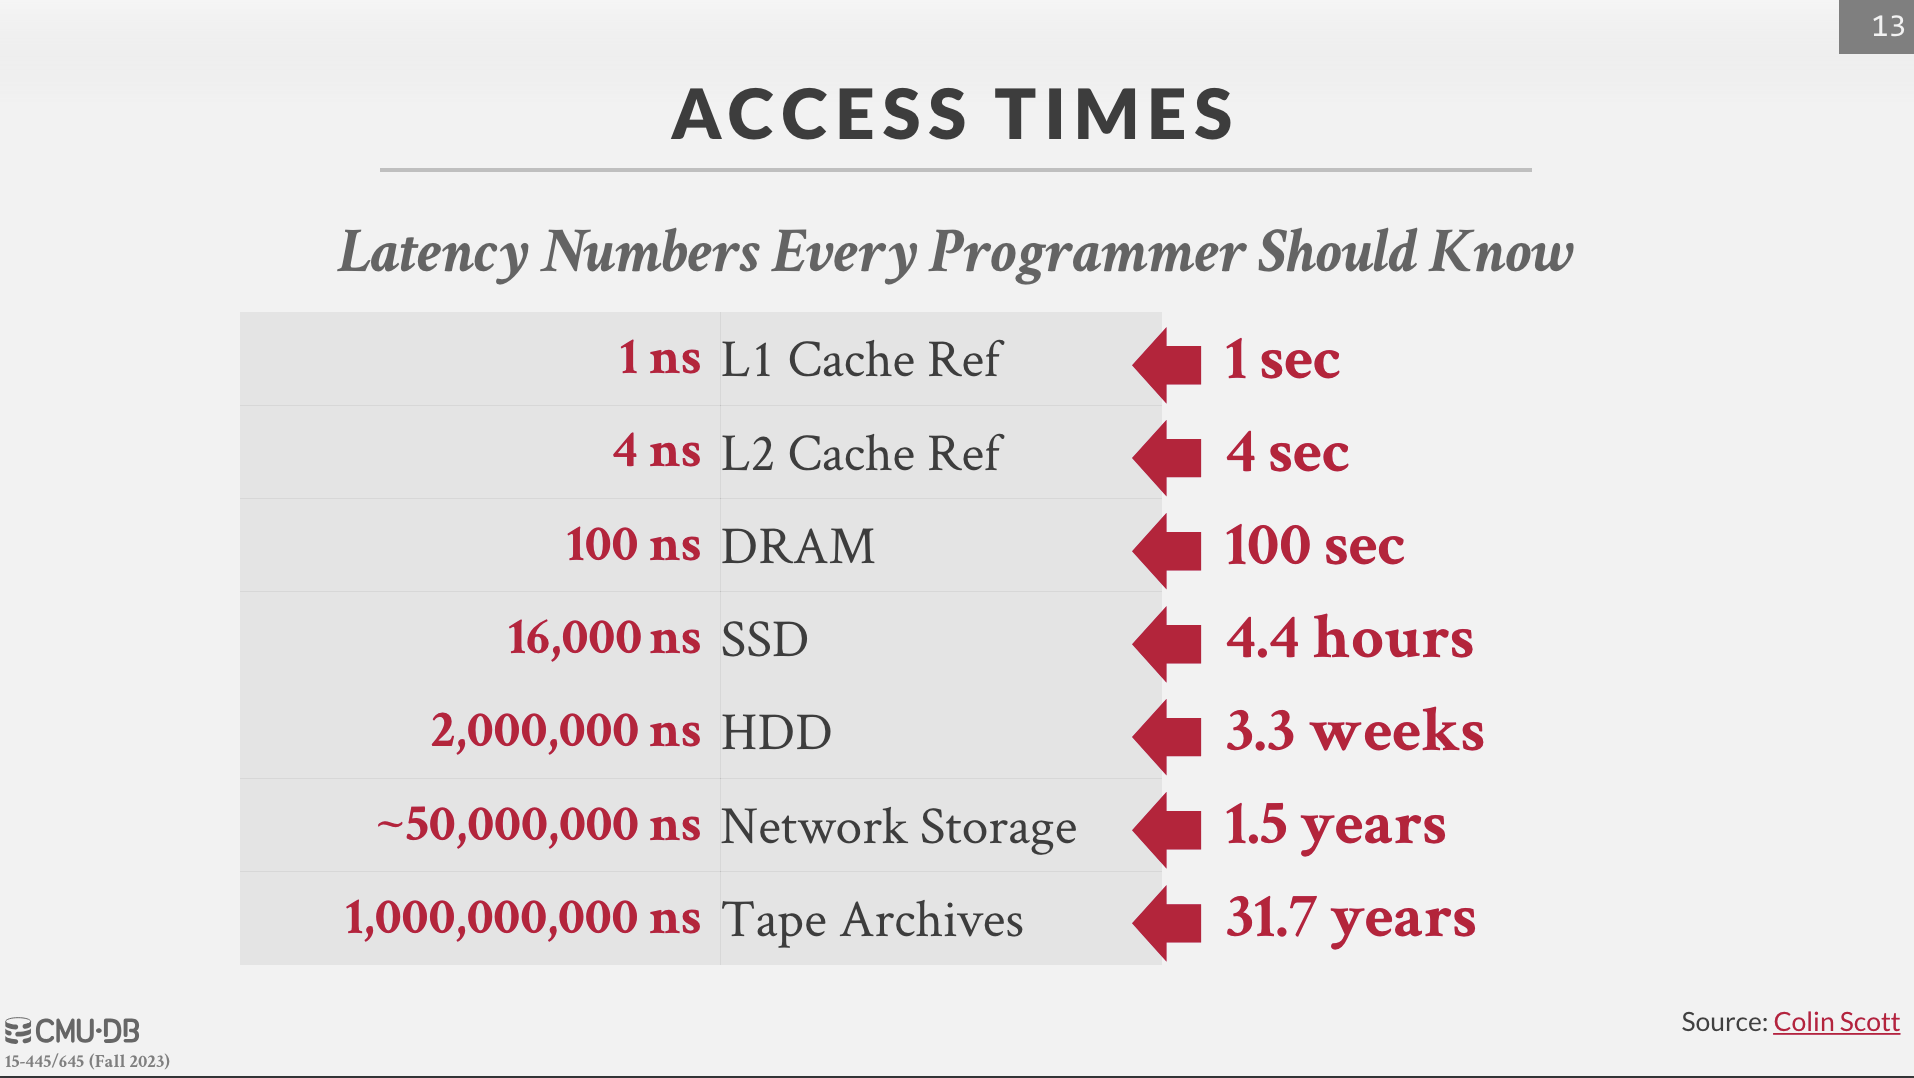 13
ACCESS TIMES
Latency Numbers Every Programmer Should Know
1 ns L1 Cache Ref 1 sec
4 ns L2 Cache Ref 4 sec
100 ns DRAM 100 sec
16,000 ns SSD 4.4 hours
2,000,000 ns HDD 3.3 weeks
~50,000,000 ns Network Storage 1.5 years
1,000,000,000 ns Tape Archives 31.7 years
Source: Colin Scott
CMU·DB
15-445/645 (Fall 2023)